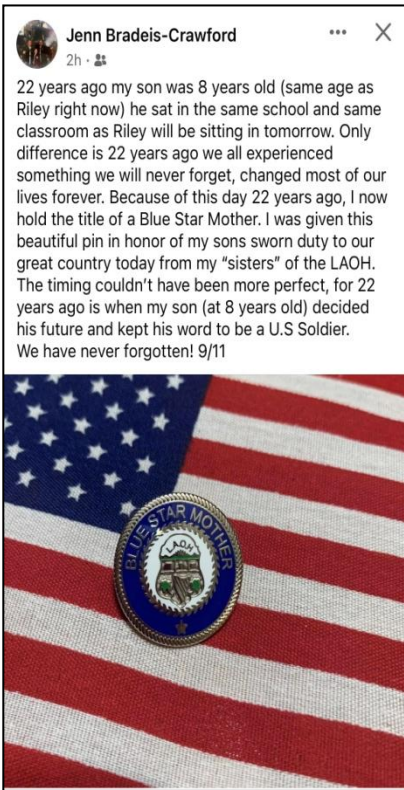 Jenn Bradeis-Crawford
2h ·
22 years ago my son was 8 years old (same age as
Riley right now) he sat in the same school and same
classroom as Riley will be sitting in tomorrow. Only
difference is 22 years ago we all experienced
something we will never forget, changed most of our
lives forever. Because of this day 22 years ago, I now
hold the title of a Blue Star Mother. I was given this
beautiful pin in honor of my sons sworn duty to our
great country today from my “sisters” of the LAOH.
The timing couldn’t have been more perfect, for 22
years ago is when my son (at 8 years old) decided
his future and kept his word to be a U.S Soldier.
We have never forgotten! 9/11
BLUE STAR MOTHER
LAOH